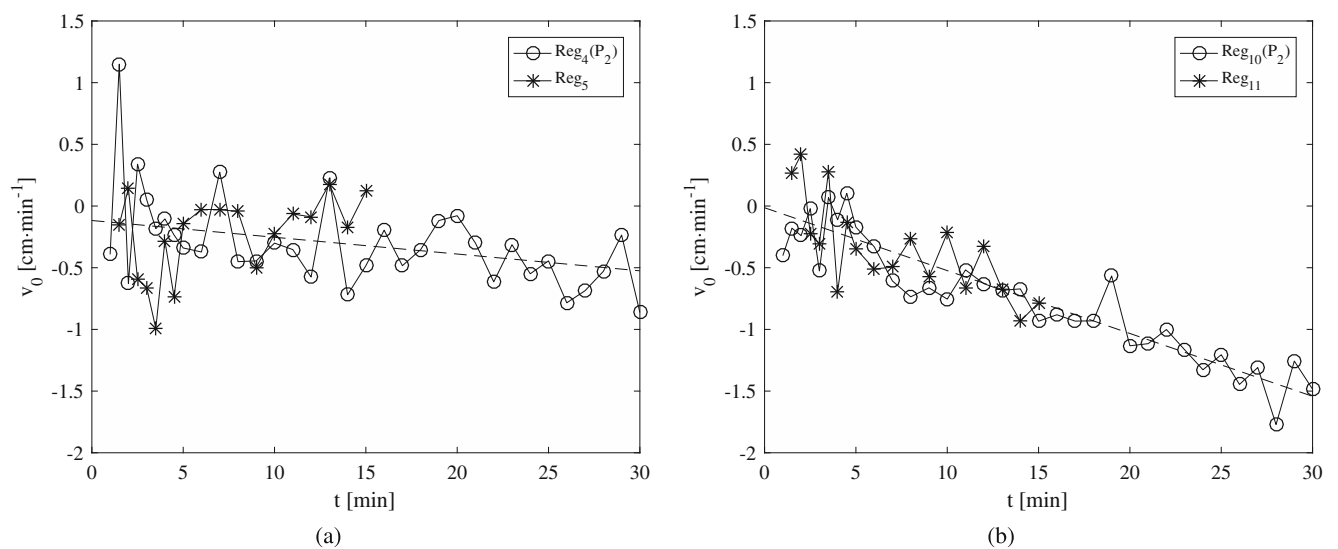 1.5
1
0.5
0
-0.5
-1
-1.5
-2
v₀ [cm·min⁻¹]
0 5 10 15 20 25 30
t [min]
Reg₄(P₂)
Reg₅
(a)
1.5
1
0.5
0
-0.5
-1
-1.5
-2
v₀ [cm·min⁻¹]
0 5 10 15 20 25 30
t [min]
Reg₁₀(P₂)
Reg₁₁
(b)